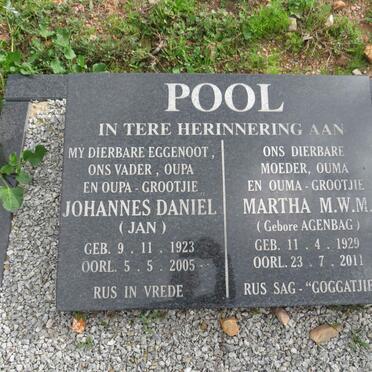 POOL
IN TERE HERINNERING AAN
MY DIERBARE EGGENOOT,
ONS VADER, OUPA
EN OUPA - GROOTJIE
JOHANNES DANIEL
( JAN )
GEB. 9 . 11 . 1923
OORL. 5 . 5 . 2005
RUS IN VREDE
ONS DIERBARE
MOEDER, OUMA
EN OUMA - GROOTJIE
MARTHA M.W.M.
( Gebore AGENBAG )
GEB. 11 . 4 . 1929
OORL. 23 . 7 . 2011
RUS SAG - "GOGGATJIE